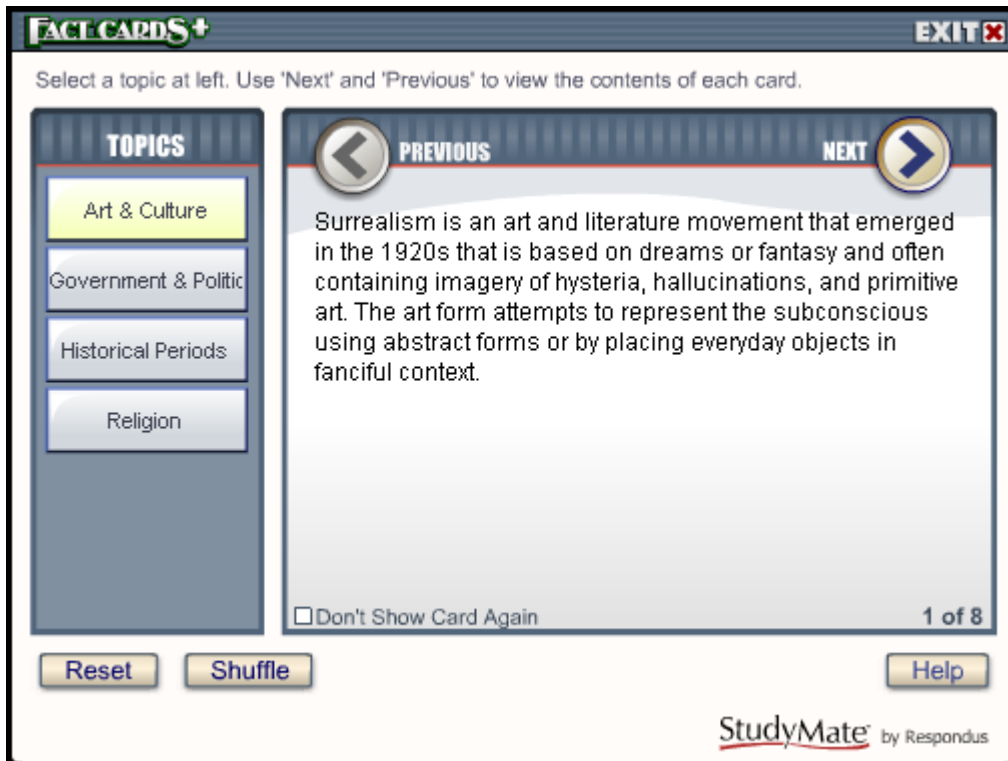 FACT CARDS+
EXIT
Select a topic at left. Use 'Next' and 'Previous' to view the contents of each card.
TOPICS
Art & Culture
Government & Politic
Historical Periods
Religion
PREVIOUS
NEXT
Surrealism is an art and literature movement that emerged
in the 1920s that is based on dreams or fantasy and often
containing imagery of hysteria, hallucinations, and primitive
art. The art form attempts to represent the subconscious
using abstract forms or by placing everyday objects in
fanciful context.
Don't Show Card Again
1 of 8
Reset
Shuffle
Help
StudyMate by Respondus